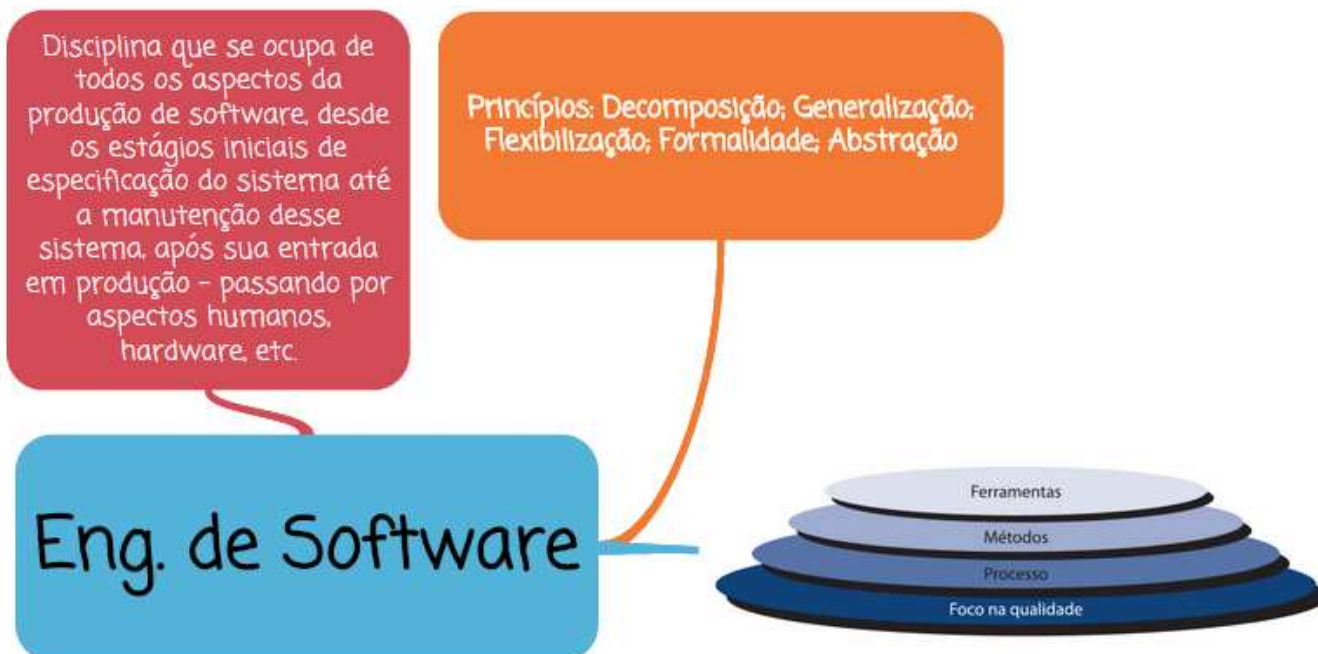 Disciplina que se ocupa de
todos os aspectos da
produção de software, desde
os estágios iniciais de
especificação do sistema até
a manutenção desse
sistema, após sua entrada
em produção - passando por
aspectos humanos,
hardware, etc.
Princípios: Decomposição; Generalização;
Flexibilização; Formalidade; Abstração
Eng. de Software
Ferramentas
Métodos
Processo
Foco na qualidade